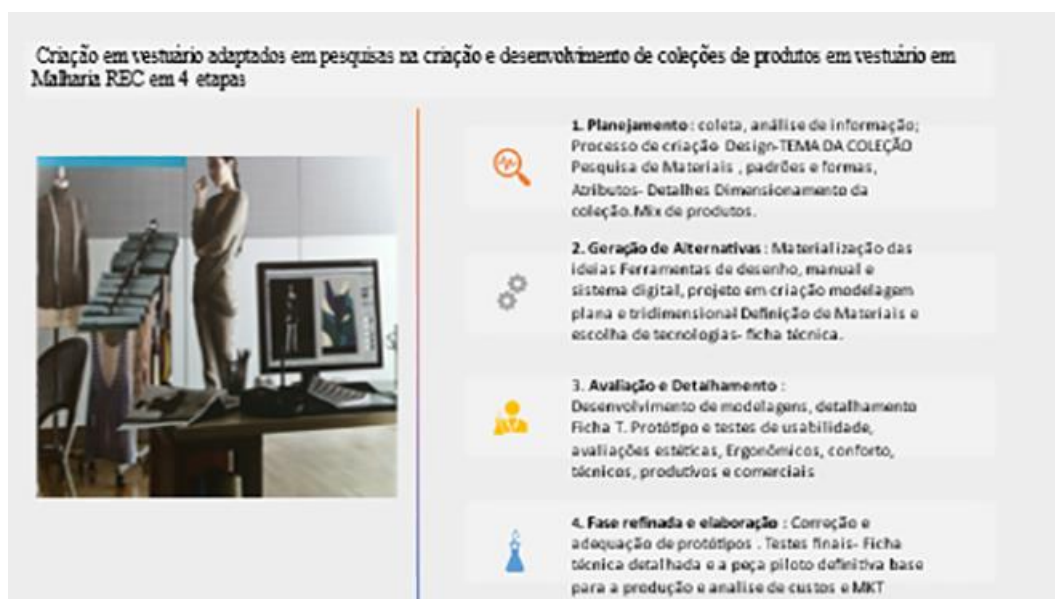 Criação em vestuário adaptados em pesquisas na criação e desenvolvimento de coleções de produtos em vestuário em
Malharia REC em 4 etapas
1. Planejamento : coleta, análise de informação;
Processo de criação Design-TEMA DA COLEÇÃO
Pesquisa de Materiais , padrões e formas,
Atributos- Detalhes Dimensionamento da
coleção.Mix de produtos.
2. Geração de Alternativas : Materialização das
ideias Ferramentas de desenho, manual e
sistema digital, projeto em criação modelagem
plana e tridimensional Definição de Materiais e
escolha de tecnologias- ficha técnica.
3. Avaliação e Detalhamento :
Desenvolvimento de modelagens, detalhamento
Ficha T. Protótipo e testes de usabilidade,
avaliações estéticas, Ergonômicos, conforto,
técnicos, produtivos e comerciais
4. Fase refinada e elaboração : Correção e
adequação de protótipos . Testes finais- Ficha
técnica detalhada e a peça piloto definitiva base
para a produção e analise de custos e MKT